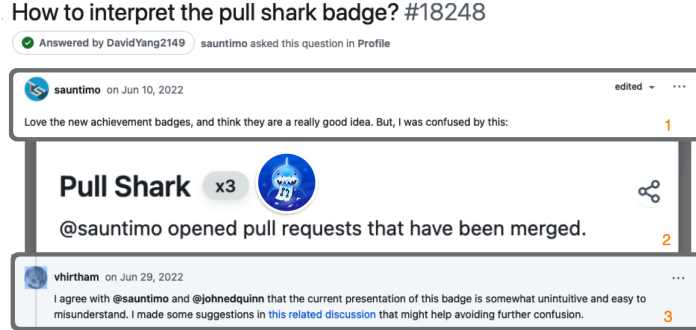 How to interpret the pull shark badge? #18248
Answered by DavidYang2149 sauntimo asked this question in Profile
sauntimo on Jun 10, 2022 edited
Love the new achievement badges, and think they are a really good idea. But, I was confused by this:
1
Pull Shark x3
@sauntimo opened pull requests that have been merged.
2
vhirtham on Jun 29, 2022
I agree with @sauntimo and @johnedquinn that the current presentation of this badge is somewhat unintuitive and easy to
misunderstand. I made some suggestions in this related discussion that might help avoiding further confusion.
3